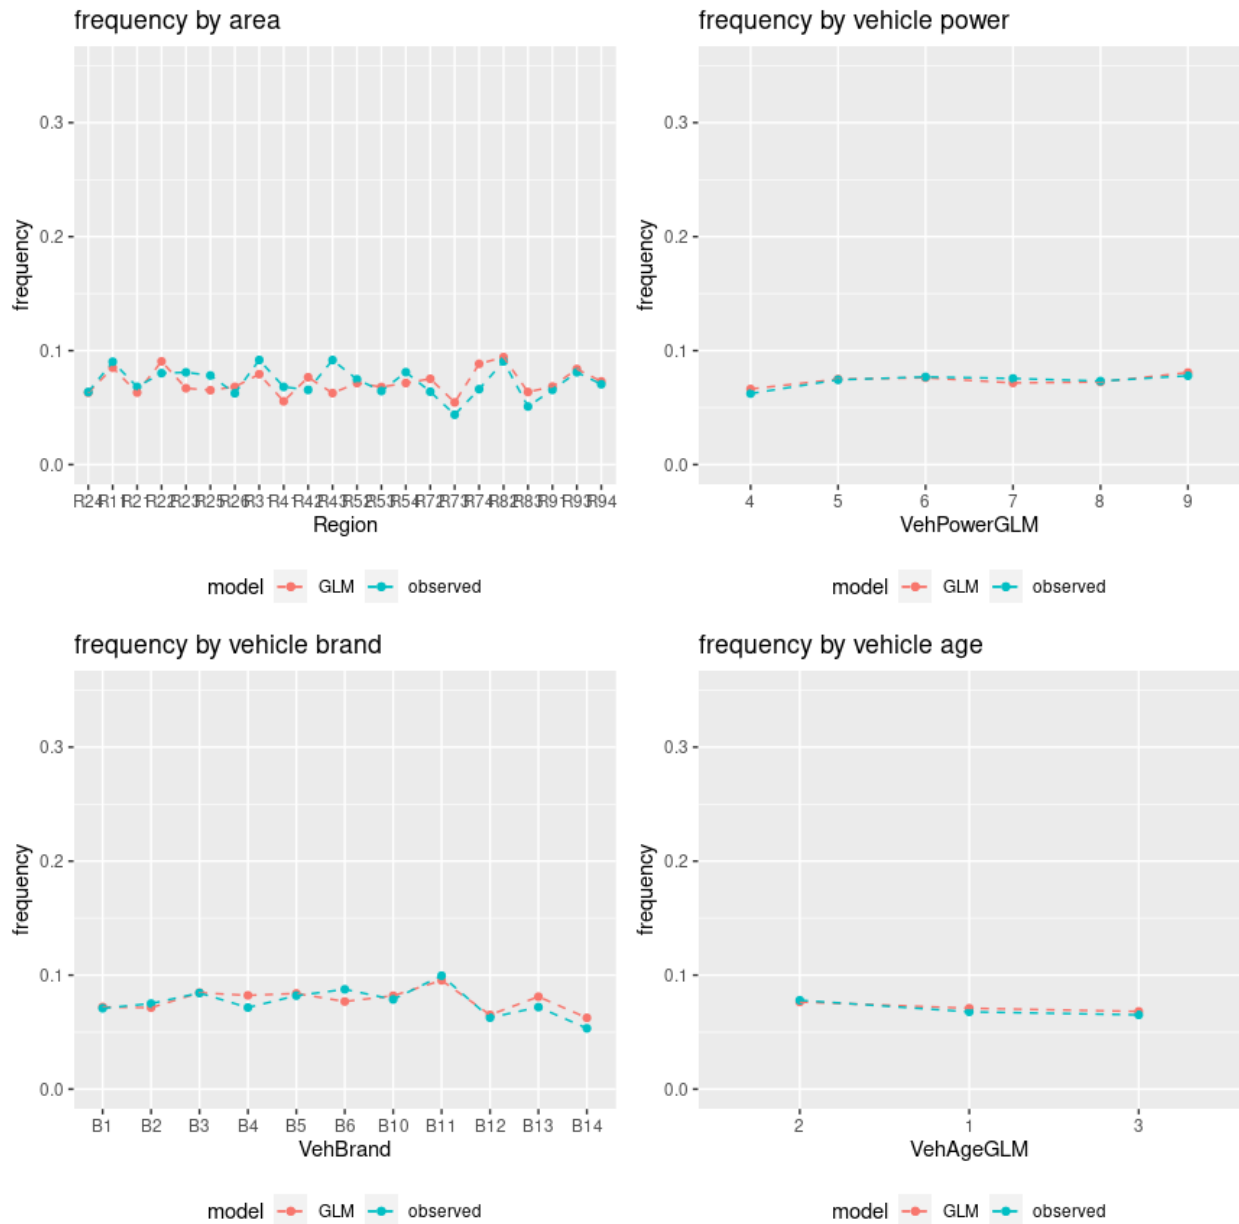 frequency by area
frequency
0.3
0.2
0.1
0.0
R24 R11 R21 R22 R23 R25 R26 R31 R41 R42 R43 R52 R53 R54 R72 R73 R74 R82 R83 R91 R93 R94
Region
model GLM observed
frequency by vehicle power
frequency
0.3
0.2
0.1
0.0
4 5 6 7 8 9
VehPowerGLM
model GLM observed
frequency by vehicle brand
frequency
0.3
0.2
0.1
0.0
B1 B2 B3 B4 B5 B6 B10 B11 B12 B13 B14
VehBrand
model GLM observed
frequency by vehicle age
frequency
0.3
0.2
0.1
0.0
2 1 3
VehAgeGLM
model GLM observed